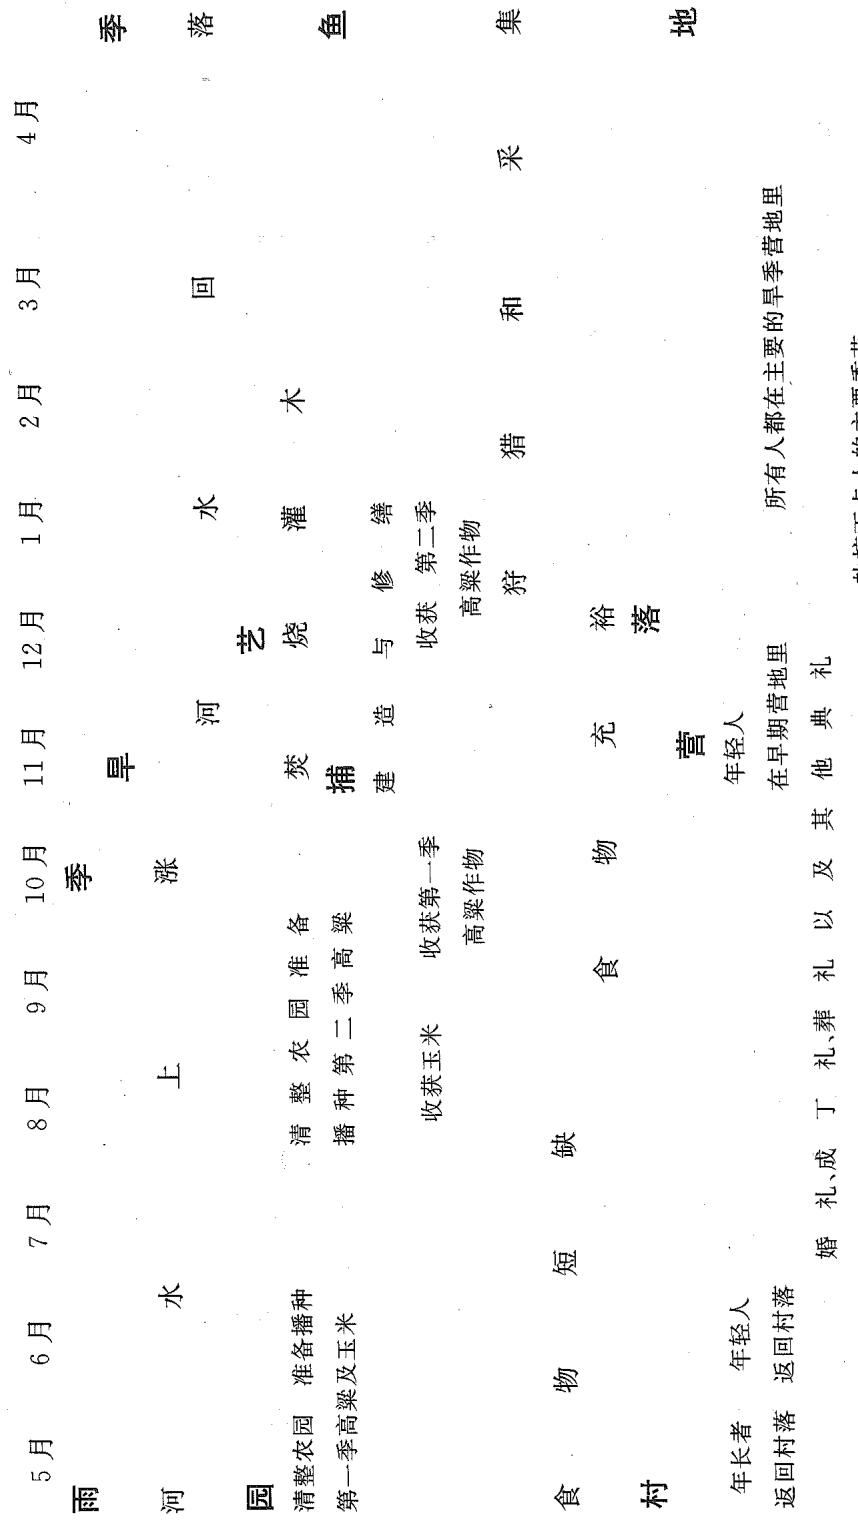 5月 6月 7月 8月 9月 10月 11月 12月 1月 2月 3月 4月
雨 季
旱 季
河 水 上 涨
河 水 回 落
园 艺
清整农园 准备播种
第一季高粱及玉米
清 整 农 园 准 备
播 种 第 二 季 高 粱
焚 烧 灌 木
捕 鱼
建 造 与 修 缮
收获玉米
收获第一季
高粱作物
收获 第二季
高粱作物
狩 猎 和 采 集
食 物 短 缺
食 物 充 裕
村 落
营 地
年长者
返回村落
年轻人
返回村落
年轻人
在早期营地里
所有人都在主要的旱季营地里
婚 礼、成 丁 礼、葬 礼 以 及 其 他 典 礼